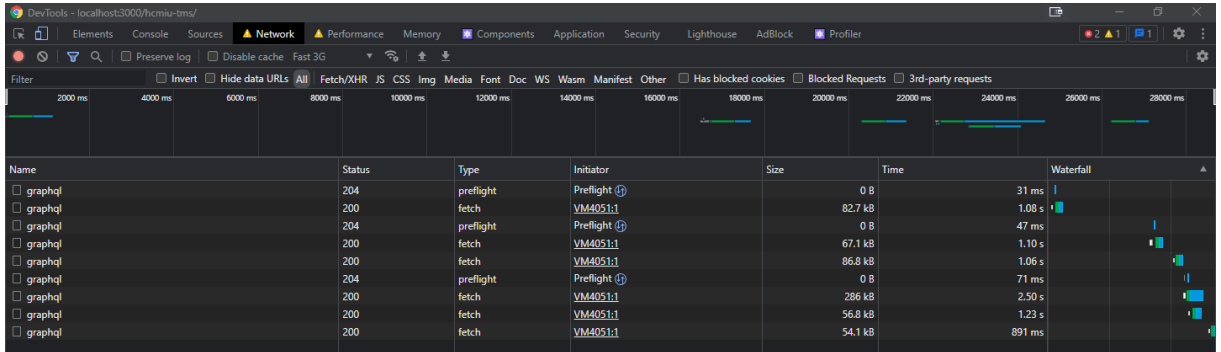 DevTools - localhost:3000/hcmiu-tms/
Elements Console Sources Network Performance Memory Components Application Security Lighthouse AdBlock Profiler 2 1 1
Preserve log Disable cache Fast 3G
Filter Invert Hide data URLs All Fetch/XHR JS CSS Img Media Font Doc WS Wasm Manifest Other Has blocked cookies Blocked Requests 3rd-party requests
2000 ms 4000 ms 6000 ms 8000 ms 10000 ms 12000 ms 14000 ms 16000 ms 18000 ms 20000 ms 22000 ms 24000 ms 26000 ms 28000 ms
Name Status Type Initiator Size Time Waterfall
graphql 204 preflight Preflight 0 B 31 ms
graphql 200 fetch VM4051:1 82.7 kB 1.08 s
graphql 204 preflight Preflight 0 B 47 ms
graphql 200 fetch VM4051:1 67.1 kB 1.10 s
graphql 200 fetch VM4051:1 86.8 kB 1.06 s
graphql 204 preflight Preflight 0 B 71 ms
graphql 200 fetch VM4051:1 286 kB 2.50 s
graphql 200 fetch VM4051:1 56.8 kB 1.23 s
graphql 200 fetch VM4051:1 54.1 kB 891 ms